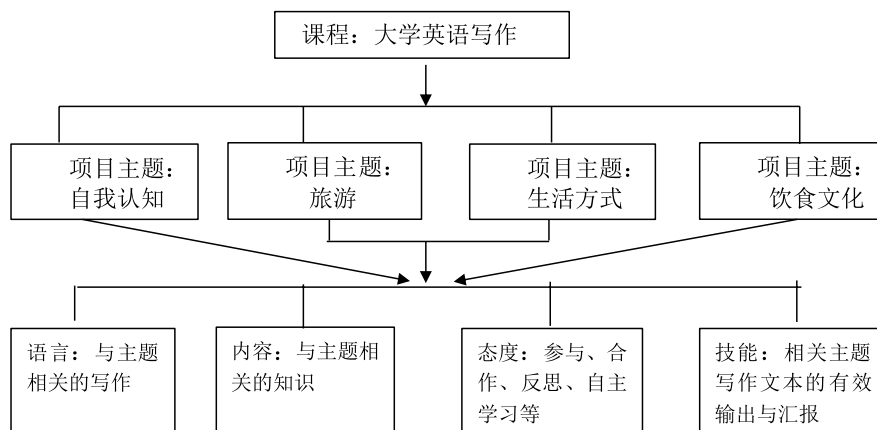 课程：大学英语写作
项目主题：
自我认知
项目主题：
旅游
项目主题：
生活方式
项目主题：
饮食文化
语言：与主题
相关的写作
内容：与主题相
关的知识
态度：参与、合
作、反思、自主
学习等
技能：相关主题
写作文本的有效
输出与汇报